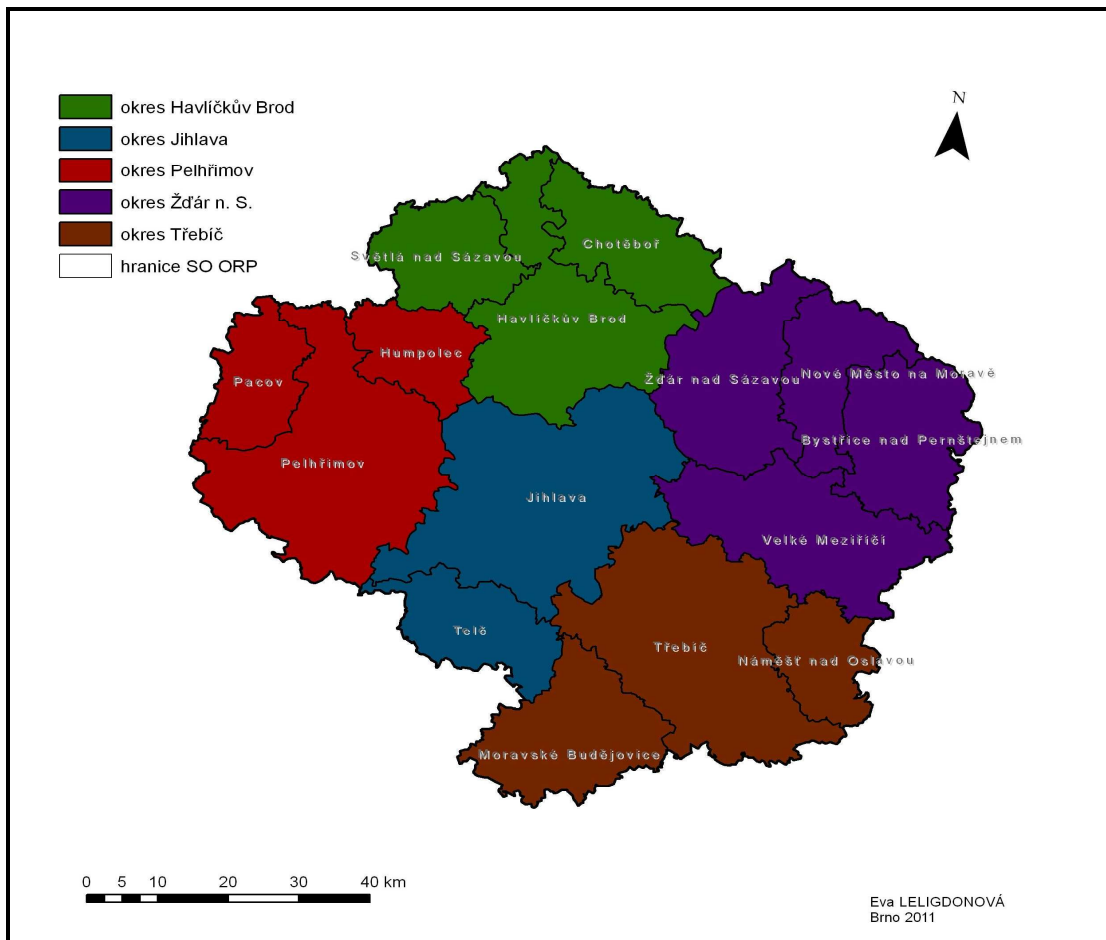 N
okres Havlíčkův Brod
okres Jihlava
okres Pelhřimov
okres Žďár n. S.
okres Třebíč
hranice SO ORP
Chotěboř
Světlá nad Sázavou
Havlíčkův Brod
Humpolec
Pacov
Žďár nad Sázavou
Nové Město na Moravě
Bystřice nad Pernštejnem
Pelhřimov
Jihlava
Velké Meziříčí
Telč
Třebíč
Náměšť nad Oslavou
Moravské Budějovice
0 5 10 20 30 40 km
Eva LELIGDONOVÁ
Brno 2011